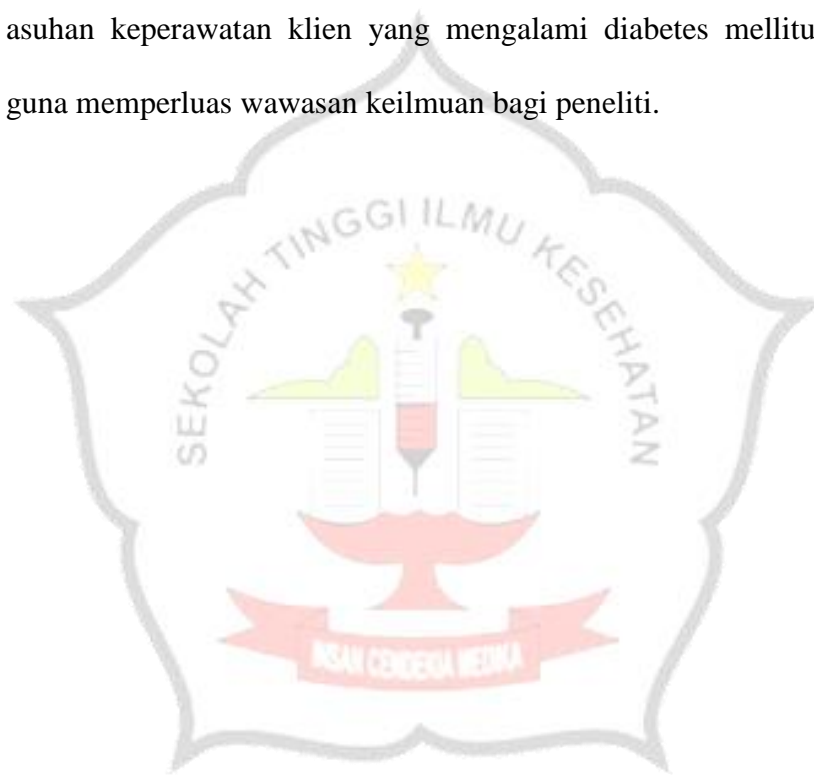 asuhan keperawatan klien yang mengalami diabetes mellitu
guna memperluas wawasan keilmuan bagi peneliti.
SEKOLAH TINGGI ILMU KESEHATAN
INSAN CENDEKIA MEDIKA